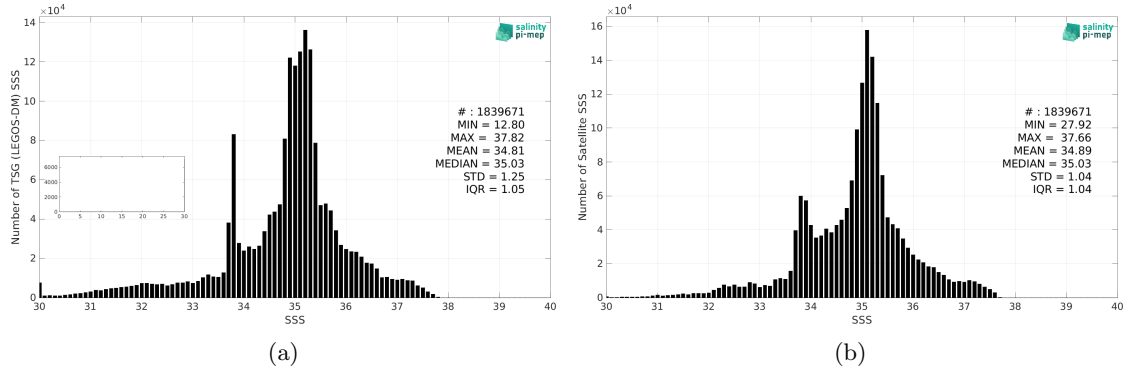 ×10⁴
14
12
10
8
6
4
2
0
Number of TSG (LEGOS-DM) SSS
salinity
pi-mep
# : 1839671
MIN = 12.80
MAX = 37.82
MEAN = 34.81
MEDIAN = 35.03
STD = 1.25
IQR = 1.05
6000
4000
2000
0
0 5 10 15 20 25 30
30 31 32 33 34 35 36 37 38 39 40
SSS
(a)
×10⁴
16
14
12
10
8
6
4
2
0
Number of Satellite SSS
salinity
pi-mep
# : 1839671
MIN = 27.92
MAX = 37.66
MEAN = 34.89
MEDIAN = 35.03
STD = 1.04
IQR = 1.04
30 31 32 33 34 35 36 37 38 39 40
SSS
(b)